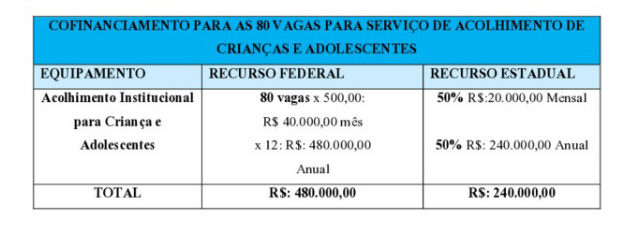 COFINANCIAMENTO PARA AS 80 VAGAS PARA SERVIÇO DE ACOLHIMENTO DE
CRIANÇAS E ADOLESCENTES
EQUIPAMENTO
RECURSO FEDERAL
RECURSO ESTADUAL
Acolhimento Institucional
para Criança e
Adolescentes
80 vagas x 500,00:
R$ 40.000,00 mês
x 12: R$: 480.000,00
Anual
50% R$:20.000,00 Mensal
50% R$: 240.000,00 Anual
TOTAL
R$: 480.000,00
R$: 240.000,00